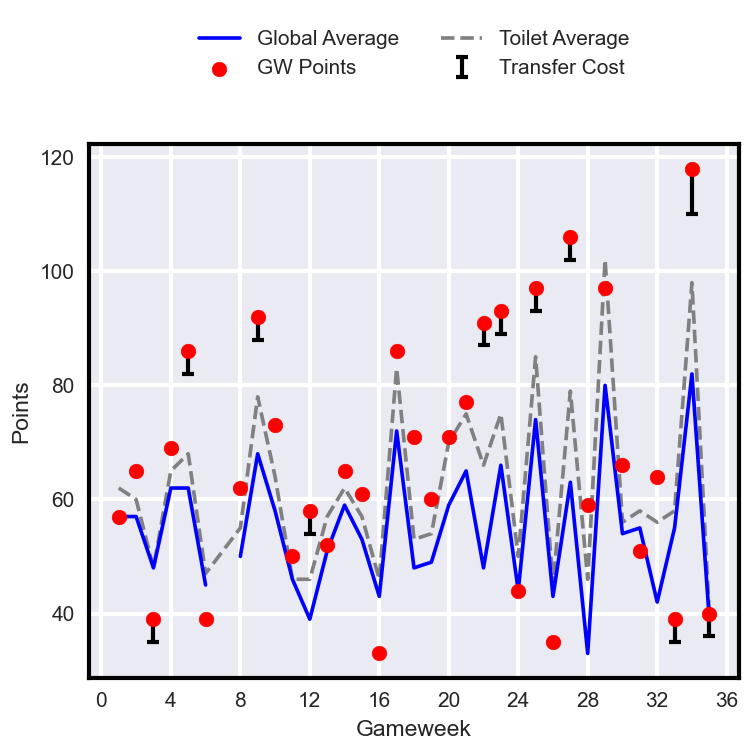 Global Average
Toilet Average
GW Points
Transfer Cost
120
100
80
60
40
Points
0 4 8 12 16 20 24 28 32 36
Gameweek